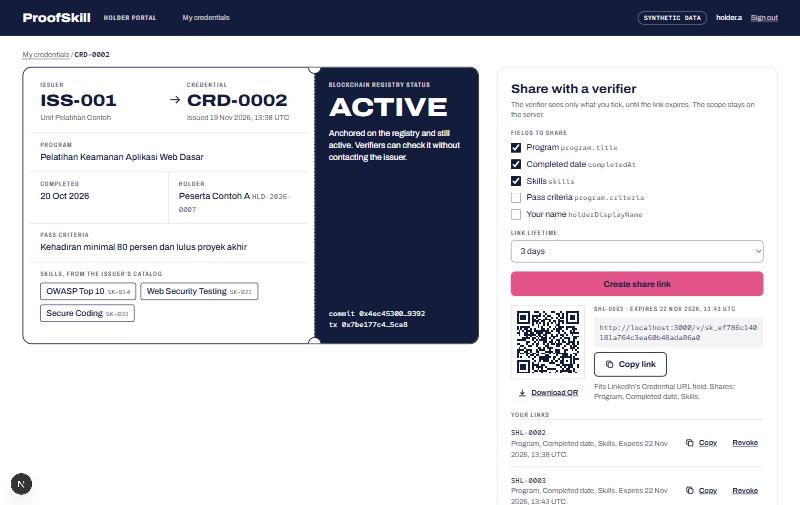 ProofSkill HOLDER PORTAL My credentials SYNTHETIC DATA holder.a Sign out
My credentials / CRD-0002
ISSUER
ISS-001
Unit Pelatihan Contoh
→
CREDENTIAL
CRD-0002
Issued 19 Nov 2026, 13:38 UTC
PROGRAM
Pelatihan Keamanan Aplikasi Web Dasar
COMPLETED
20 Oct 2026
HOLDER
Peserta Contoh A HLD-2026-
0007
PASS CRITERIA
Kehadiran minimal 80 persen dan lulus proyek akhir
SKILLS, FROM THE ISSUER'S CATALOG
OWASP Top 10 SK-014 Web Security Testing SK-021
Secure Coding SK-033
BLOCKCHAIN REGISTRY STATUS
ACTIVE
Anchored on the registry and still
active. Verifiers can check it without
contacting the issuer.
commit 0x4ec45300…9392
tx 0x7be177c4…5ca8
Share with a verifier
The verifier sees only what you tick, until the link expires. The scope stays on
the server.
FIELDS TO SHARE
Program program.title
Completed date completedAt
Skills skills
Pass criteria program.criteria
Your name holderDisplayName
LINK LIFETIME
3 days
Create share link
SHL-0003 · EXPIRES 22 NOV 2026, 13:43 UTC
http://localhost:3000/v/sk_ef786c140
181a764c3ea60b48ada86a0
Copy link
Fits LinkedIn's Credential URL field. Shares:
Program, Completed date, Skills.
Download QR
YOUR LINKS
SHL-0002
Program, Completed date, Skills. Expires 22 Nov
2026, 13:38 UTC.
Copy Revoke
SHL-0003
Program, Completed date, Skills. Expires 22 Nov
2026, 13:43 UTC.
Copy Revoke
N